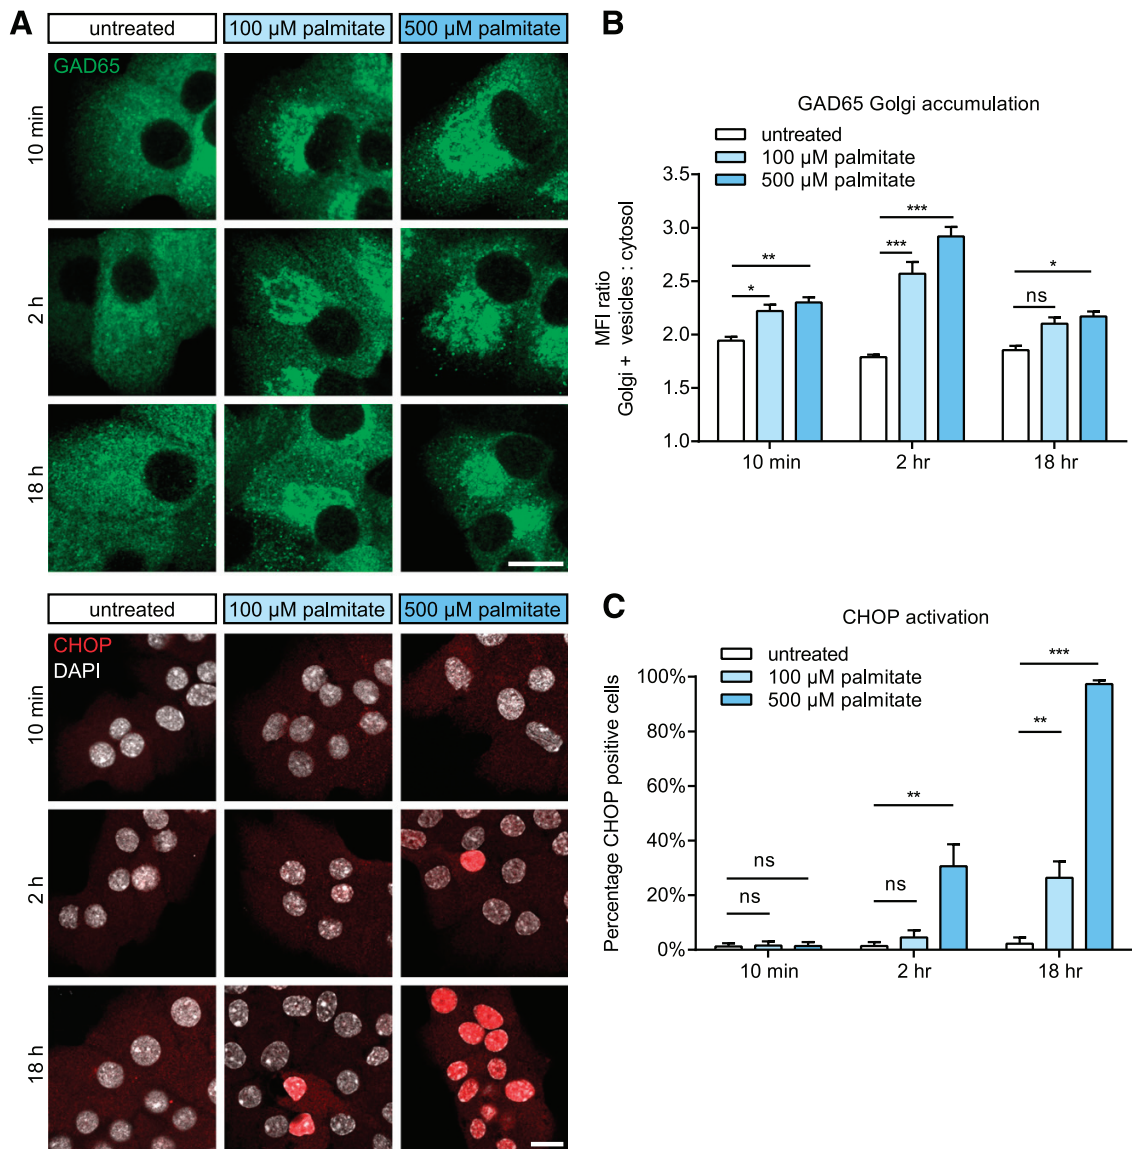 A
untreated
100 µM palmitate
500 µM palmitate
GAD65
10 min
2 h
18 h
untreated
100 µM palmitate
500 µM palmitate
CHOP
DAPI
10 min
2 h
18 h
B
GAD65 Golgi accumulation
untreated
100 µM palmitate
500 µM palmitate
MFI ratio
Golgi + vesicles : cytosol
3.5
3.0
2.5
2.0
1.5
1.0
*
**
***
***
ns
*
10 min
2 hr
18 hr
C
CHOP activation
untreated
100 µM palmitate
500 µM palmitate
Percentage CHOP positive cells
100%
80%
60%
40%
20%
0%
ns
ns
ns
**
**
***
10 min
2 hr
18 hr